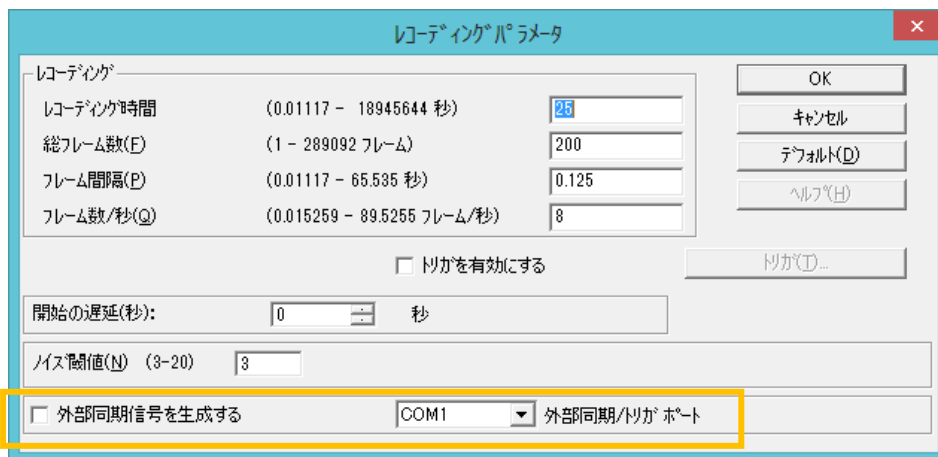 レコーディングパラメータ
レコーディング
レコーディング時間 (0.01117 - 18945644 秒) 25
総フレーム数(F) (1 - 289092 フレーム) 200
フレーム間隔(P) (0.01117 - 65.535 秒) 0.125
フレーム数/秒(Q) (0.015259 - 89.5255 フレーム/秒) 8
OK
キャンセル
デフォルト(D)
ヘルプ(H)
トリガを有効にする
トリガ(T)...
開始の遅延(秒): 0 秒
ノイズ閾値(N) (3-20) 3
外部同期信号を生成する COM1 外部同期/トリガ ポート